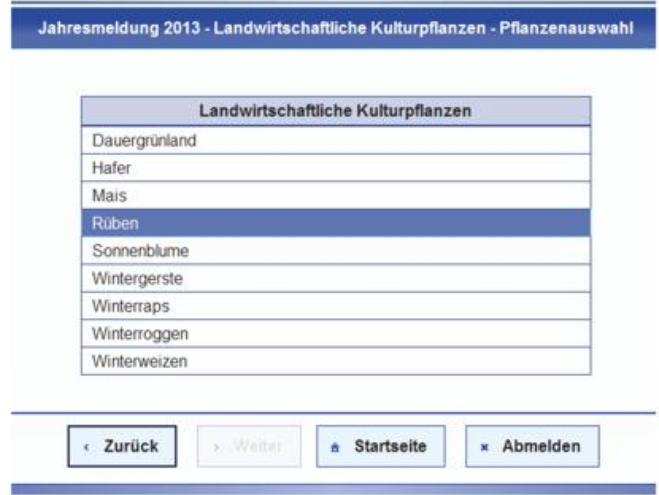 Jahresmeldung 2013 - Landwirtschaftliche Kulturpflanzen - Pflanzenauswahl
Landwirtschaftliche Kulturpflanzen
Dauergrünland
Hafer
Mais
Rüben
Sonnenblume
Wintergerste
Winterraps
Winterroggen
Winterweizen
Zurück Weiter Startseite Abmelden